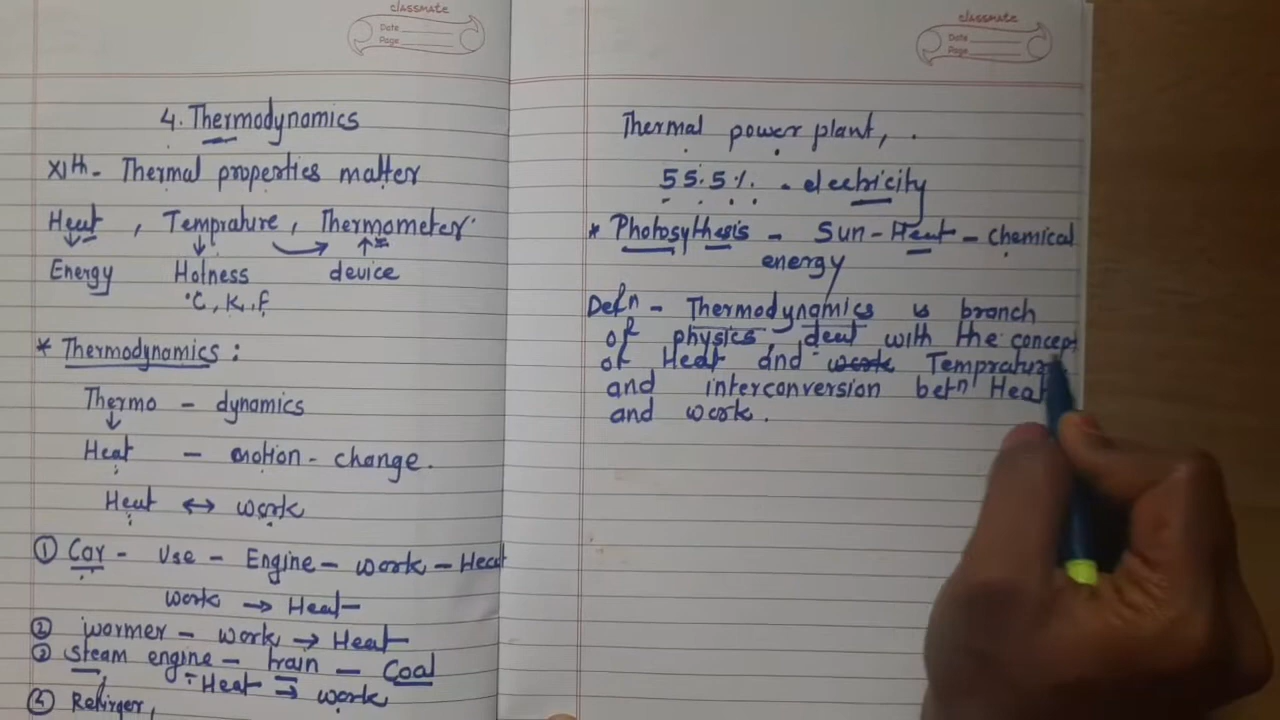 classmate
Date
Page
4. Thermodynamics
XIth - Thermal properties matter
Heat , Temprature , Thermometer
Energy Hotness device
°C, K, F
* Thermodynamics :
Thermo - dynamics
Heat - motion - change.
Heat ↔ work
① Car - Use - Engine - work - Heat
work → Heat
② wormer - work → Heat
③ Steam engine - train - Coal
- Heat → work
④ Refirger,
classmate
Date
Page
Thermal power plant, .
55.5% - electricity
* Photosythesis - Sun - Heat - chemical
energy
Defn - Thermodynamics is branch
of physics, deal with the concept
of Heat and work Temprature
and interconversion betn Heat
and work.